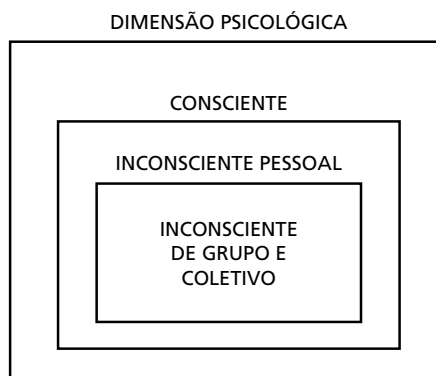 DIMENSÃO PSICOLÓGICA
CONSCIENTE
INCONSCIENTE PESSOAL
INCONSCIENTE
DE GRUPO E
COLETIVO